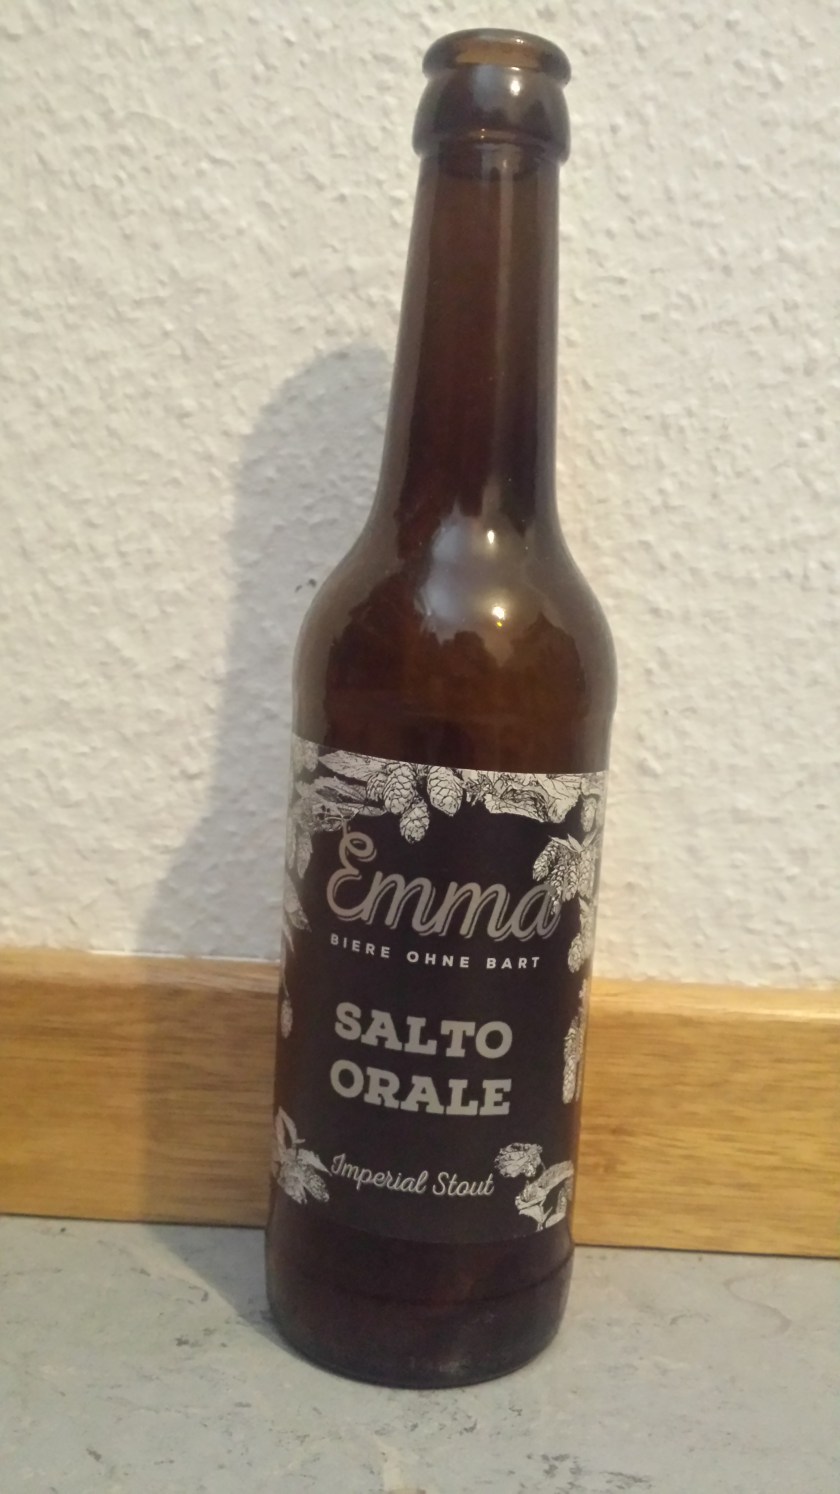 Emma
BIERE OHNE BART
SALTO
ORALE
Imperial Stout